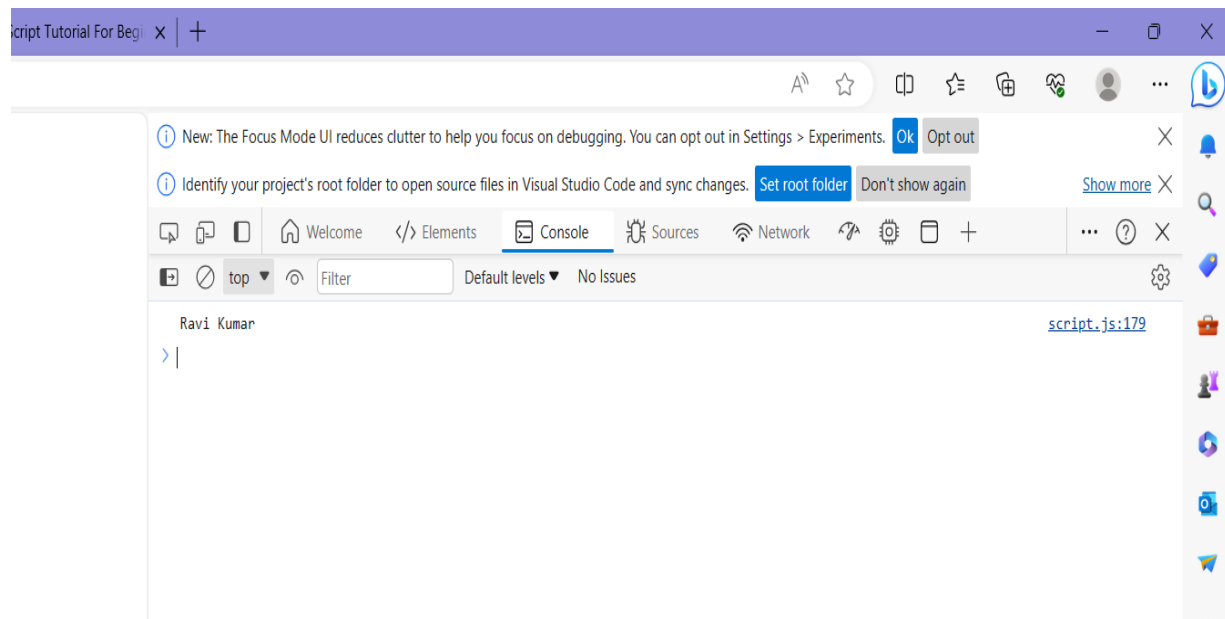 cript Tutorial For Begi
New: The Focus Mode UI reduces clutter to help you focus on debugging. You can opt out in Settings > Experiments. Ok Opt out
Identify your project's root folder to open source files in Visual Studio Code and sync changes. Set root folder Don't show again Show more
Welcome </> Elements Console Sources Network
top Filter Default levels No Issues
Ravi Kumar script.js:179